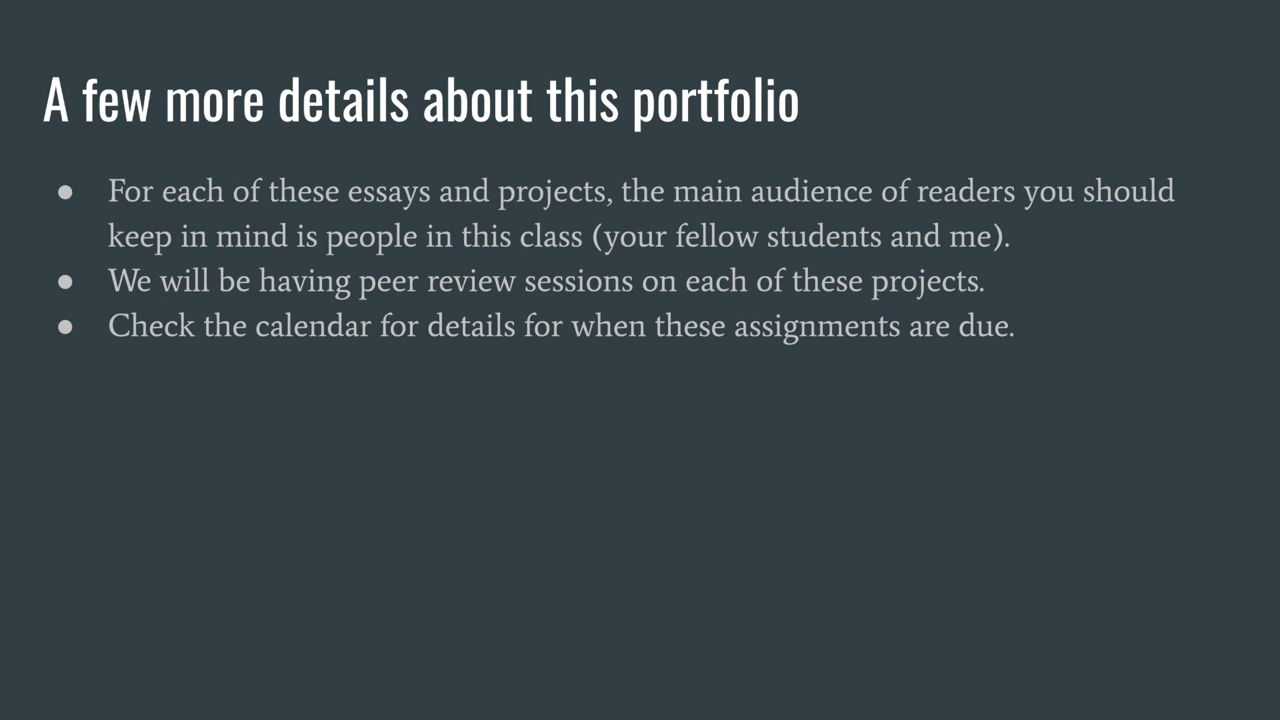 A few more details about this portfolio
● For each of these essays and projects, the main audience of readers you should
keep in mind is people in this class (your fellow students and me).
● We will be having peer review sessions on each of these projects.
● Check the calendar for details for when these assignments are due.